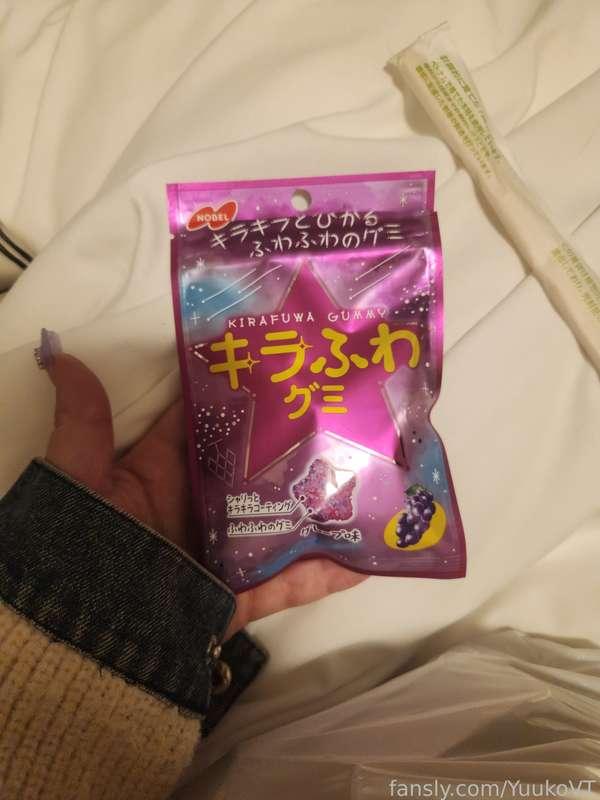 NOBEL
キラキラとひかる
ふわふわのグミ
KIRAFUWA GUMMY
キラふわ
グミ
シャリっと
キラキラコーティング
ふわふわのグミ
グレープ味
fansly.com/YuukoVT